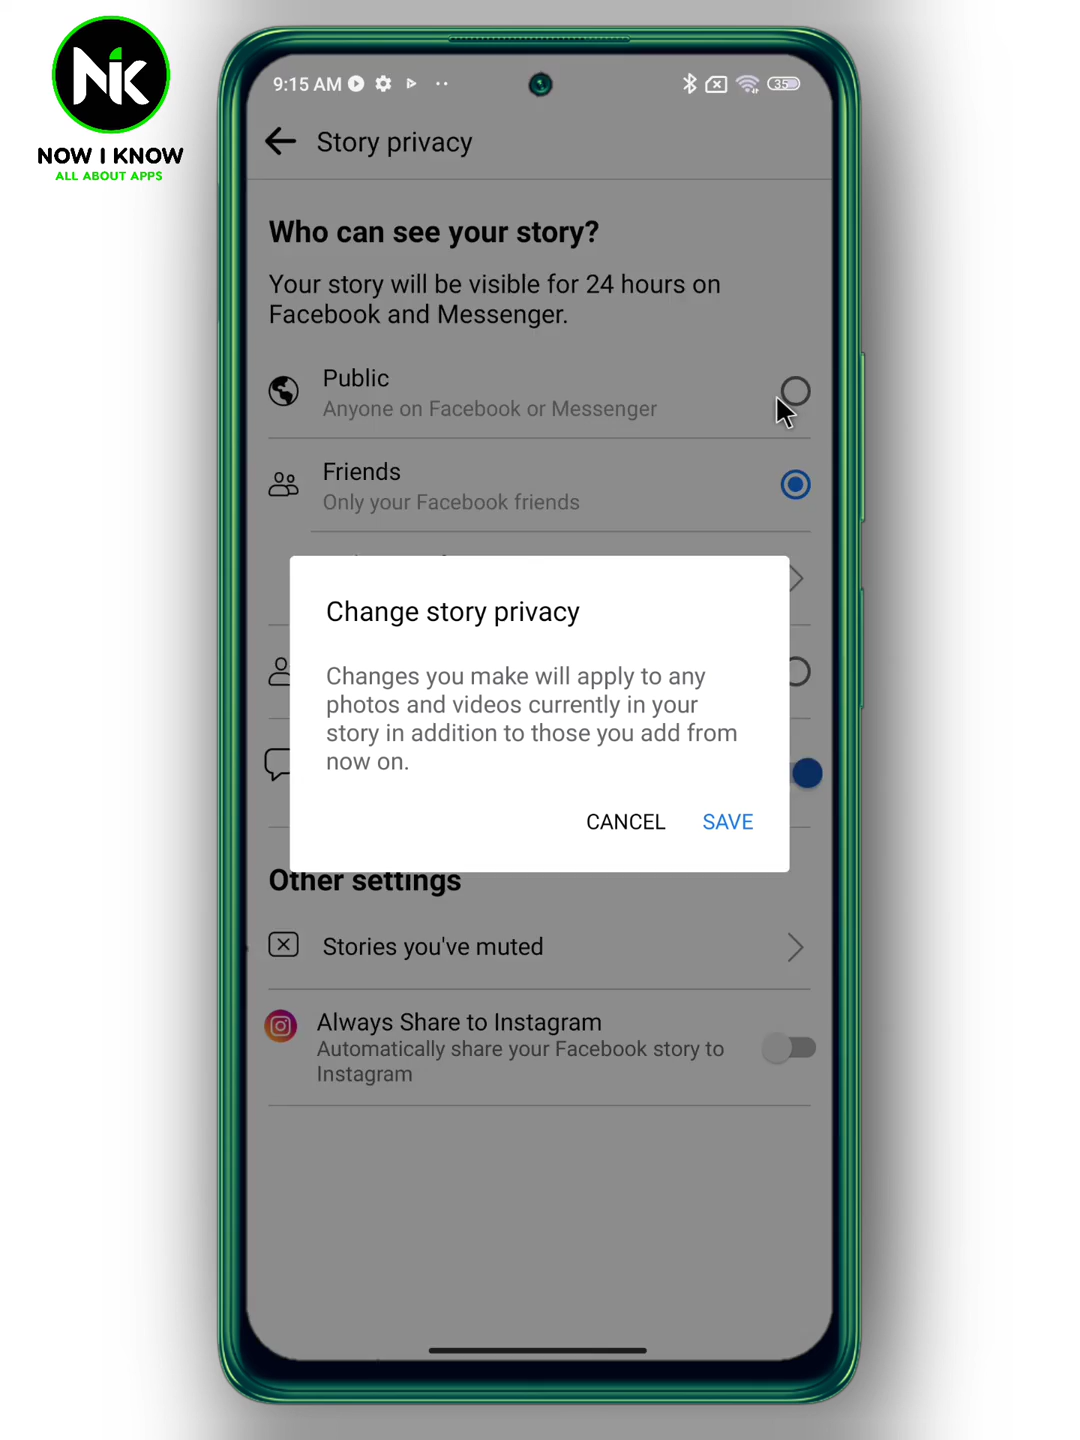 NiK
NOW I KNOW
ALL ABOUT APPS
9:15 AM
35
Story privacy
Who can see your story?
Your story will be visible for 24 hours on
Facebook and Messenger.
Public
Anyone on Facebook or Messenger
Friends
Only your Facebook friends
Change story privacy
Changes you make will apply to any
photos and videos currently in your
story in addition to those you add from
now on.
CANCEL SAVE
Other settings
Stories you've muted
Always Share to Instagram
Automatically share your Facebook story to
Instagram